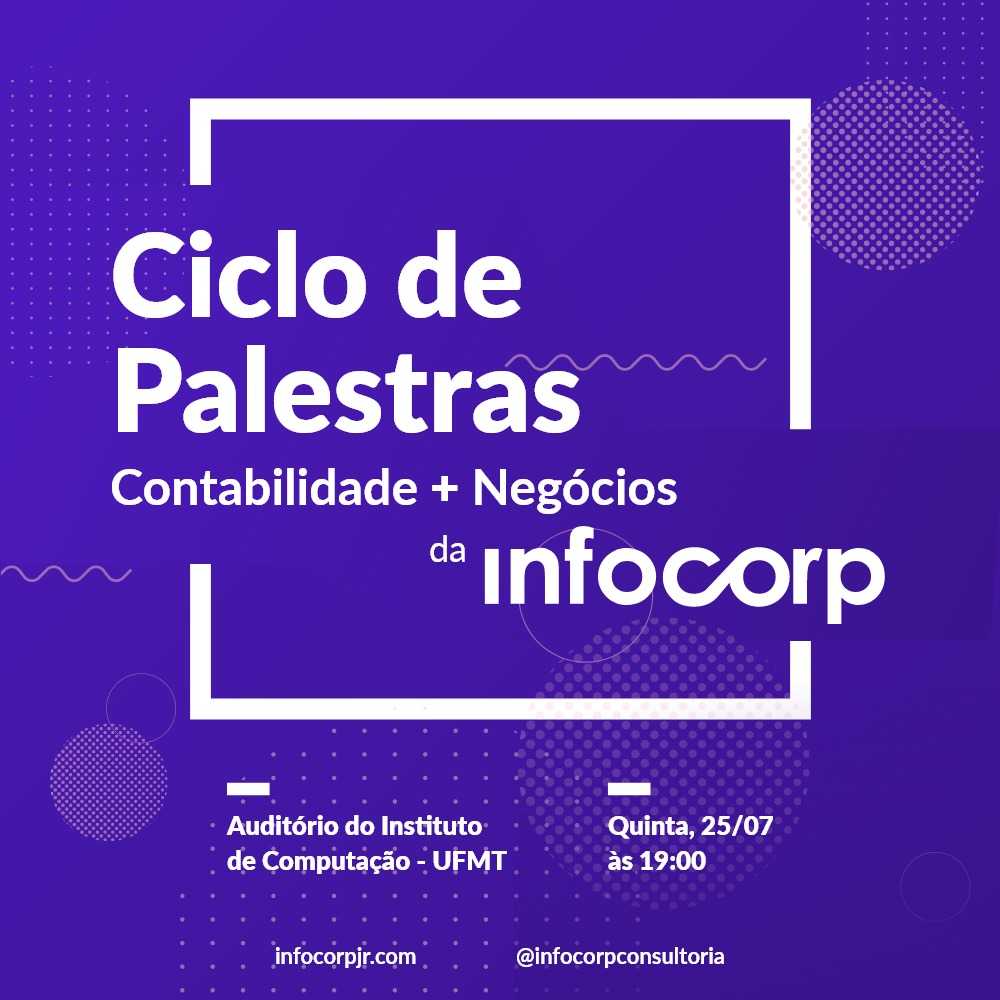 Ciclo de
Palestras
Contabilidade + Negócios
da infocorp
Auditório do Instituto
de Computação - UFMT
Quinta, 25/07
às 19:00
infocorpjr.com
@infocorpconsultoria